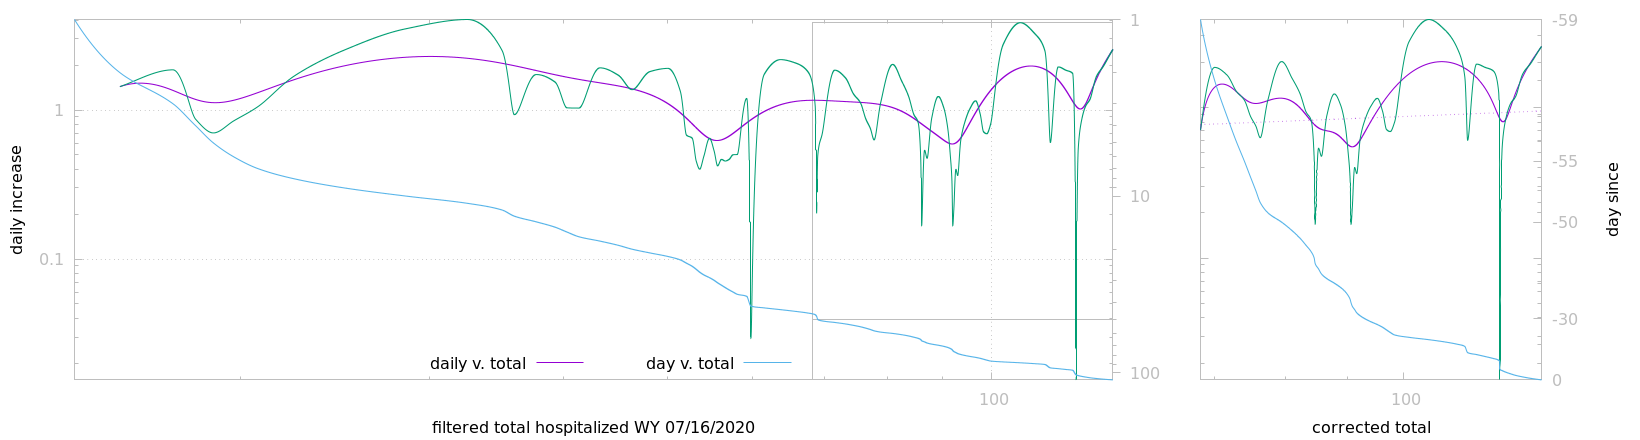 daily increase
1
0.1
daily v. total
day v. total
1
10
100
100
filtered total hospitalized WY 07/16/2020
-59
-55
-50
-30
0
day since
100
corrected total